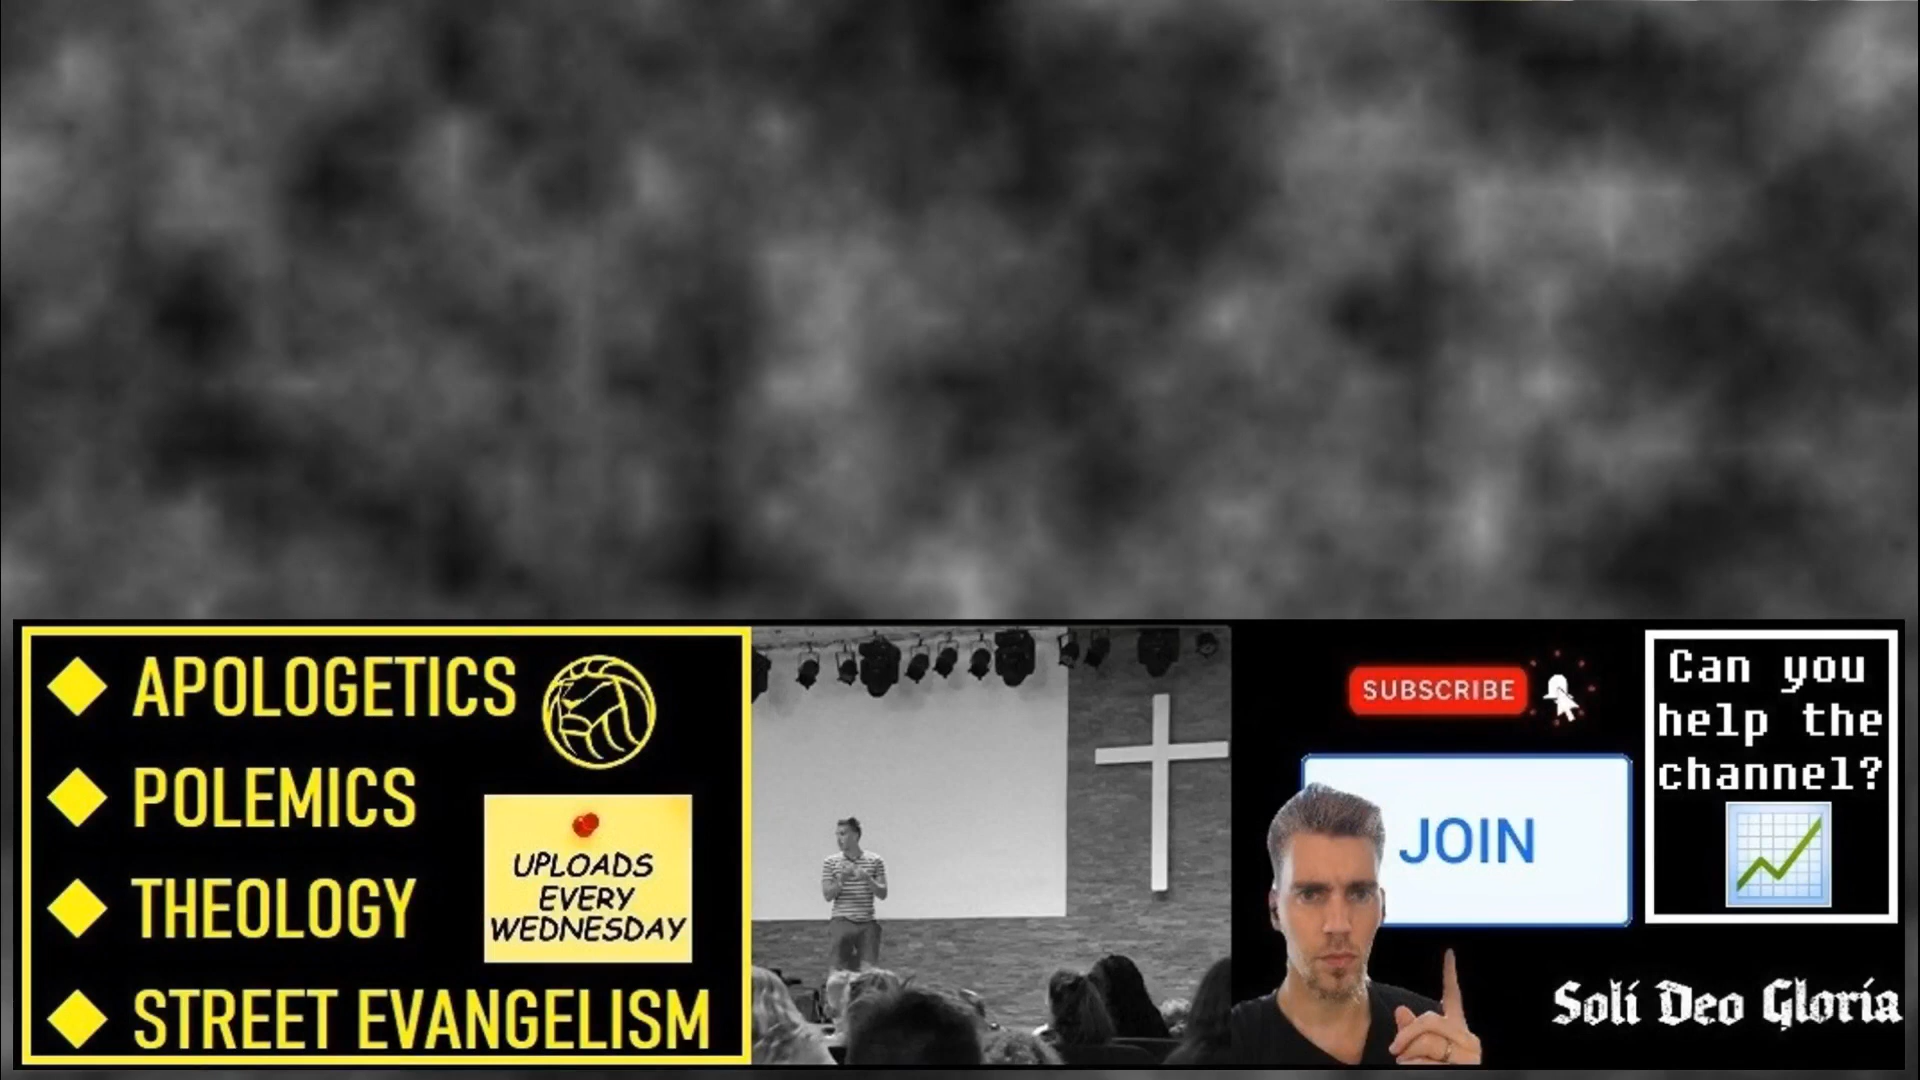 APOLOGETICS
POLEMICS
THEOLOGY
STREET EVANGELISM
UPLOADS
EVERY
WEDNESDAY
SUBSCRIBE
JOIN
Can you
help the
channel?
Soli Deo Gloria